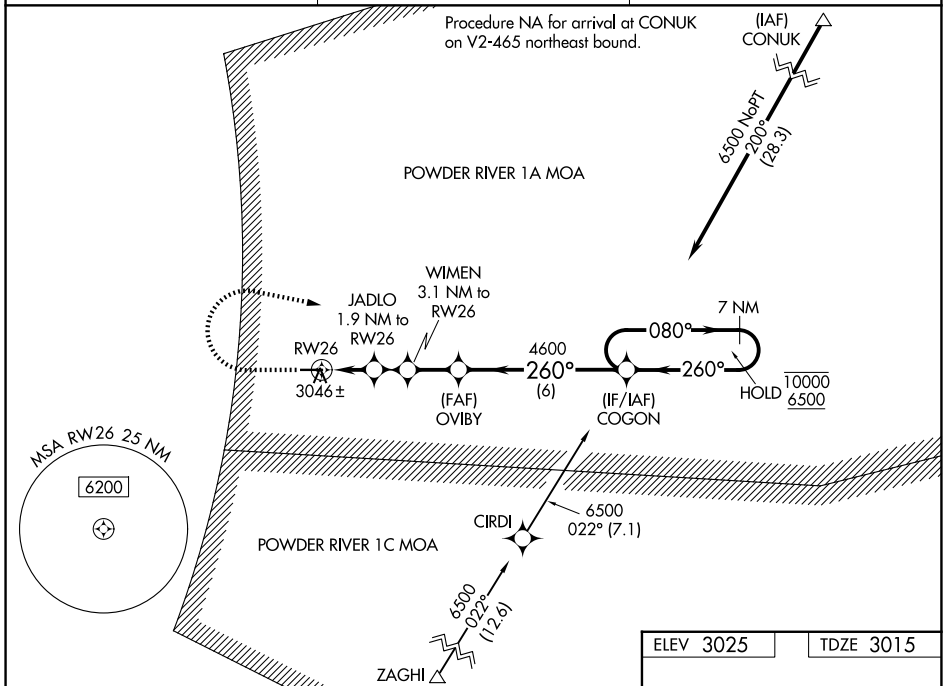 Procedure NA for arrival at CONUK
on V2-465 northeast bound.
(IAF)
CONUK
6500 NoPT
200°
(28.3)
POWDER RIVER 1A MOA
WIMEN
3.1 NM to
RW26
JADLO
1.9 NM to
RW26
7 NM
080°
RW26
3046 ±
4600
260°
(6)
260°
HOLD
10000
6500
(FAF)
OVIBY
(IF/IAF)
COGON
MSA RW26 25 NM
6200
CIRDI
6500
022° (7.1)
POWDER RIVER 1C MOA
6500
022°
(12.6)
ZAGHI
ELEV 3025
TDZE 3015